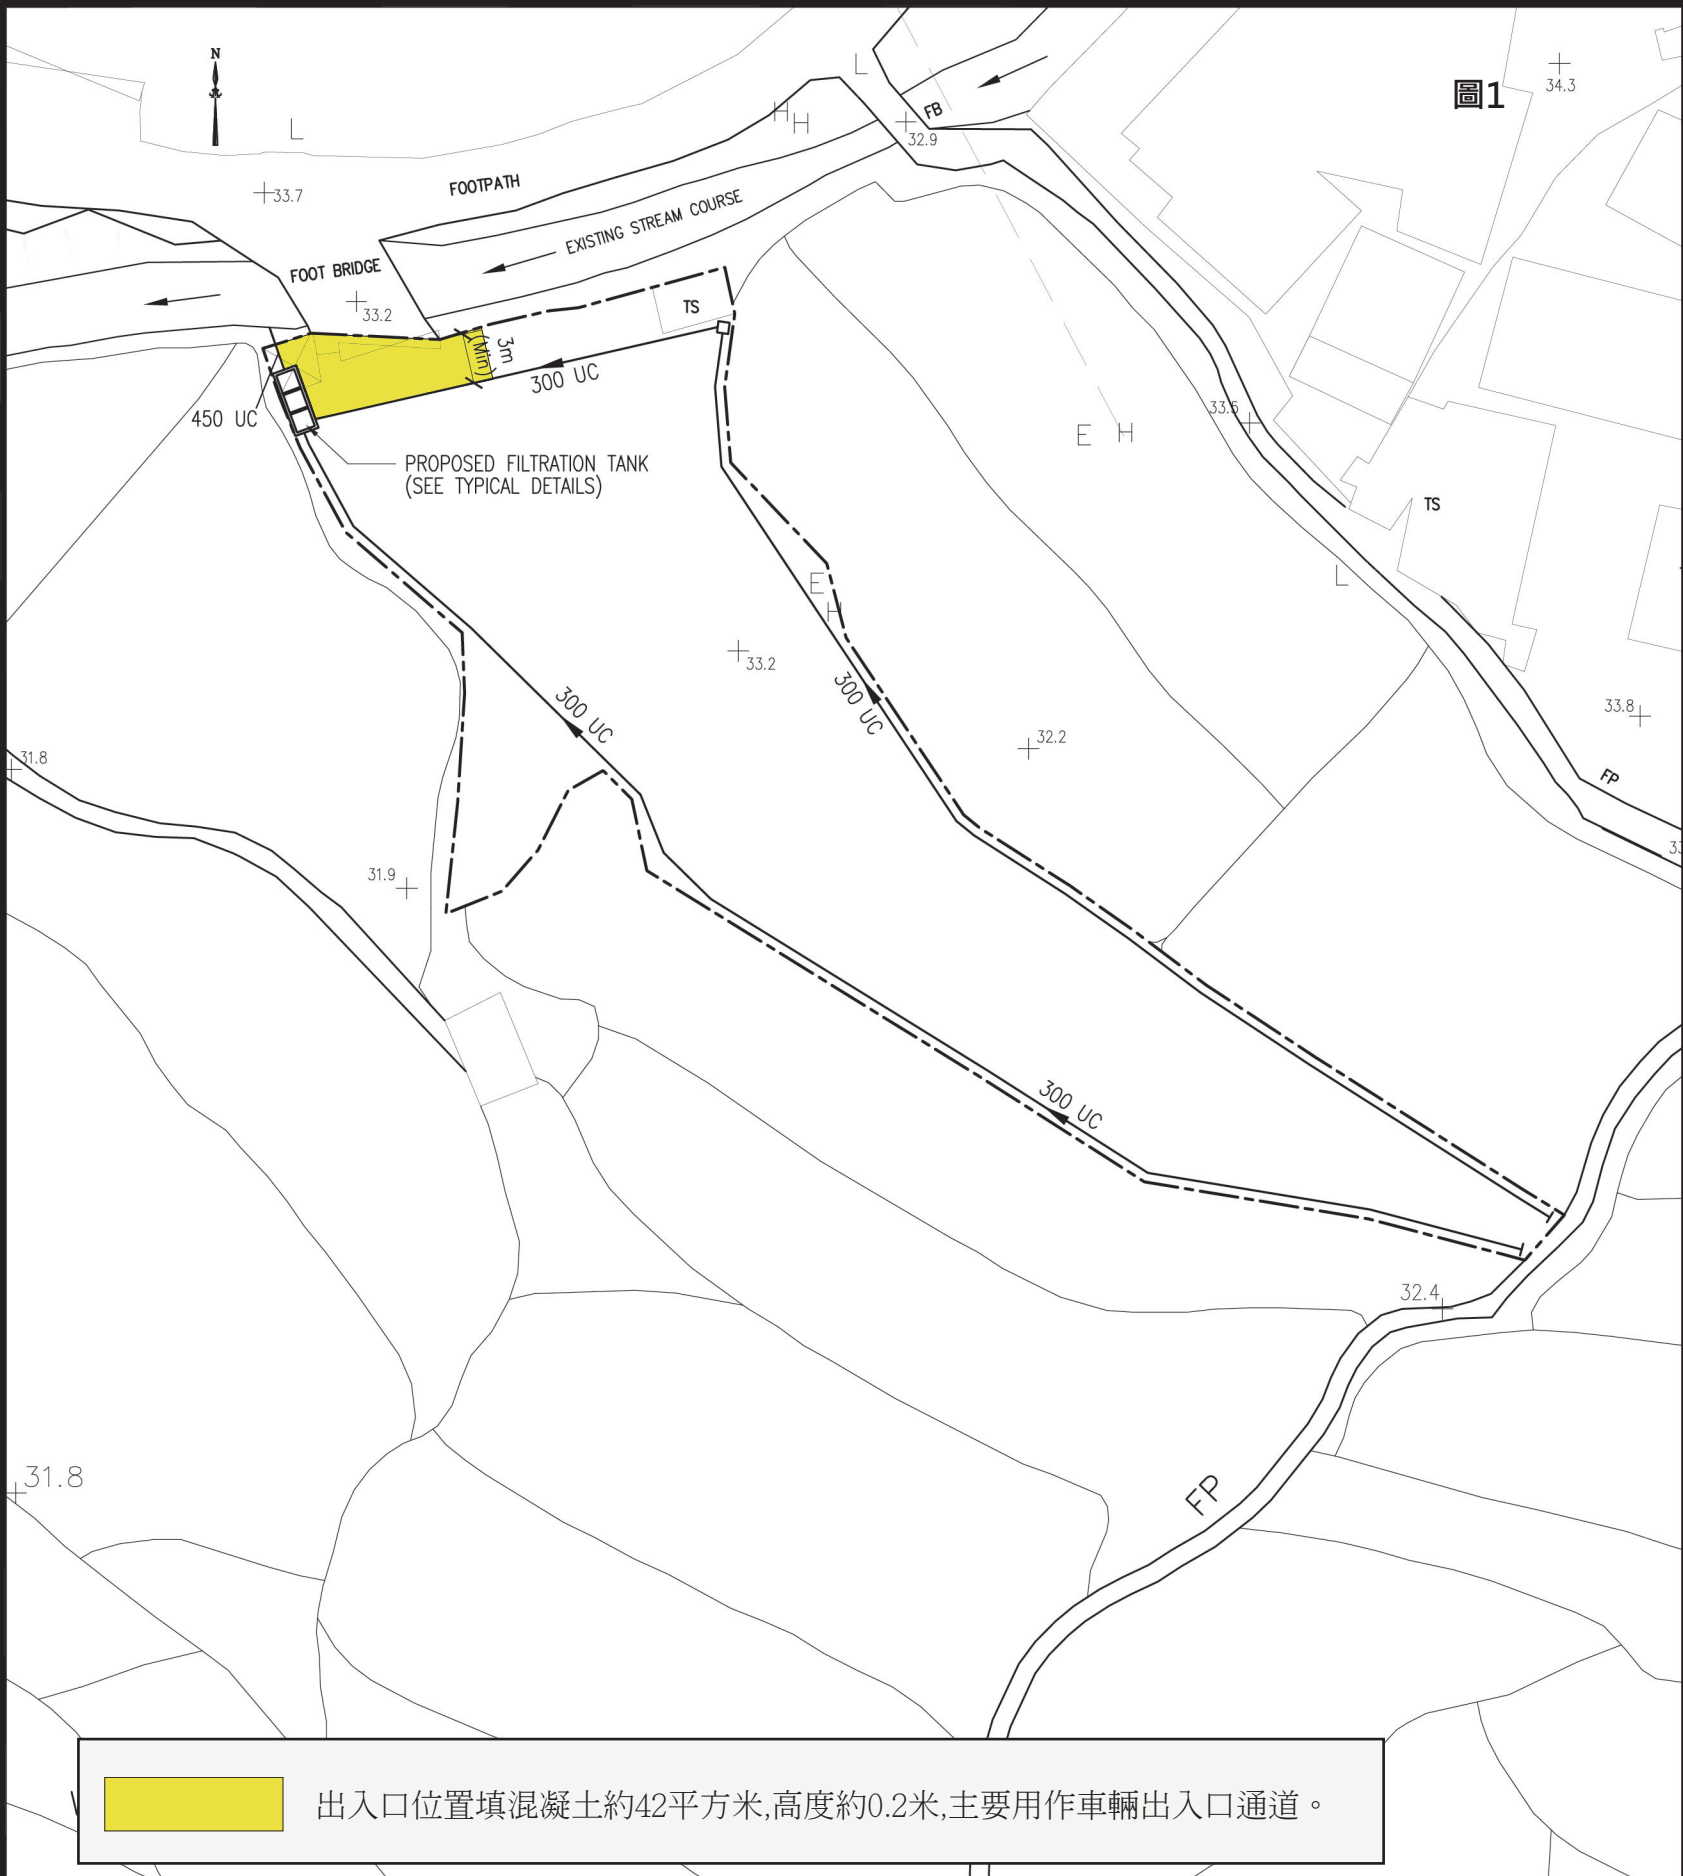 圖1
N
34.3
L
H
H
L
FB
32.9
33.7
FOOTPATH
EXISTING STREAM COURSE
FOOT BRIDGE
33.2
TS
3m
(Min)
300 UC
450 UC
PROPOSED FILTRATION TANK
(SEE TYPICAL DETAILS)
33.5
E H
TS
L
E
H
33.2
300 UC
300 UC
32.2
33.8
FP
31.8
33
31.9
300 UC
32.4
31.8
FP
出入口位置填混凝土約42平方米,高度約0.2米,主要用作車輛出入口通道。